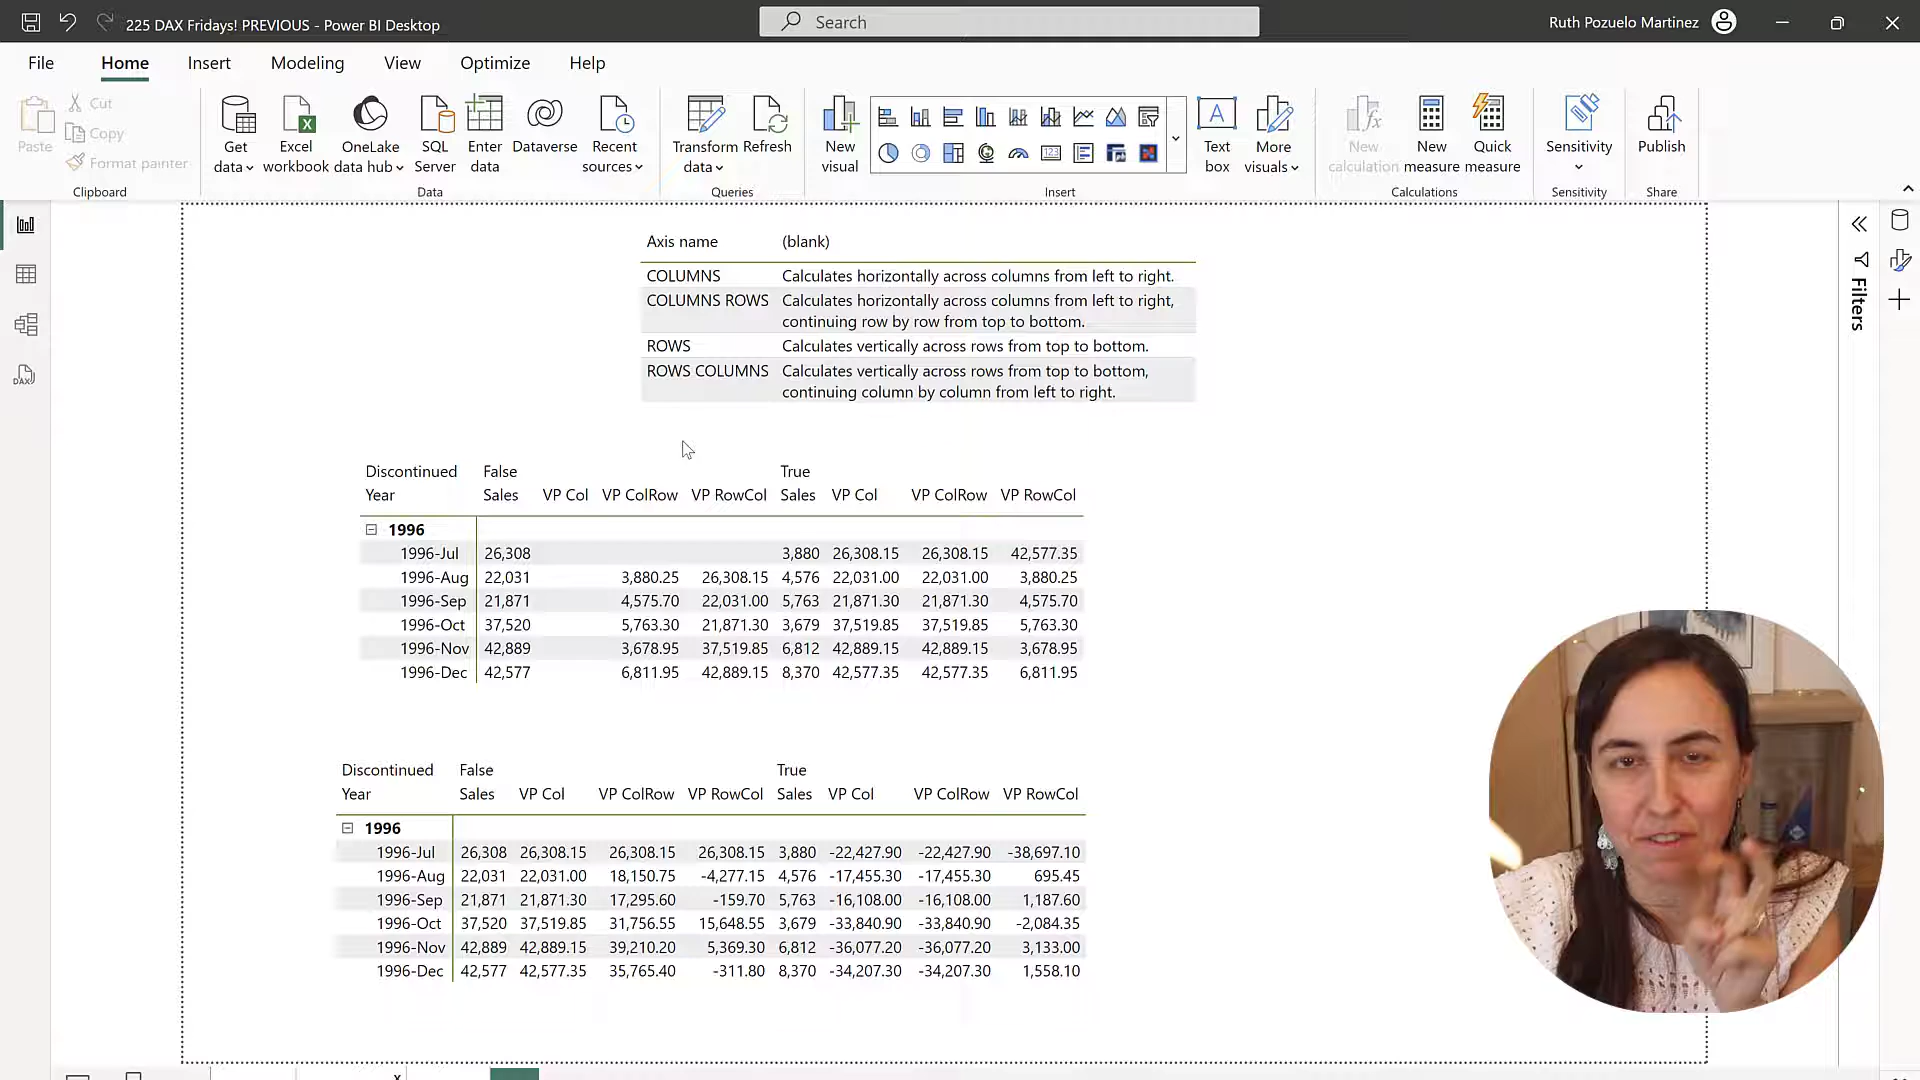 225 DAX Fridays! PREVIOUS - Power BI Desktop
Search
Ruth Pozuelo Martinez
File Home Insert Modeling View Optimize Help
Paste
Cut
Copy
Format painter
Clipboard
Get data
Excel workbook
OneLake data hub
SQL Server
Enter data
Dataverse
Recent sources
Data
Transform data
Refresh
Queries
New visual
123
Insert
A
Text box
More visuals
New calculation
New measure
Quick measure
Calculations
Sensitivity
Sensitivity
Publish
Share
DAX
Filters
Axis name (blank)
COLUMNS Calculates horizontally across columns from left to right.
COLUMNS ROWS Calculates horizontally across columns from left to right,
continuing row by row from top to bottom.
ROWS Calculates vertically across rows from top to bottom.
ROWS COLUMNS Calculates vertically across rows from top to bottom,
continuing column by column from left to right.
Discontinued False True
Year Sales VP Col VP ColRow VP RowCol Sales VP Col VP ColRow VP RowCol
1996
1996-Jul 26,308 3,880 26,308.15 26,308.15 42,577.35
1996-Aug 22,031 3,880.25 26,308.15 4,576 22,031.00 22,031.00 3,880.25
1996-Sep 21,871 4,575.70 22,031.00 5,763 21,871.30 21,871.30 4,575.70
1996-Oct 37,520 5,763.30 21,871.30 3,679 37,519.85 37,519.85 5,763.30
1996-Nov 42,889 3,678.95 37,519.85 6,812 42,889.15 42,889.15 3,678.95
1996-Dec 42,577 6,811.95 42,889.15 8,370 42,577.35 42,577.35 6,811.95
Discontinued False True
Year Sales VP Col VP ColRow VP RowCol Sales VP Col VP ColRow VP RowCol
1996
1996-Jul 26,308 26,308.15 26,308.15 26,308.15 3,880 -22,427.90 -22,427.90 -38,697.10
1996-Aug 22,031 22,031.00 18,150.75 -4,277.15 4,576 -17,455.30 -17,455.30 695.45
1996-Sep 21,871 21,871.30 17,295.60 -159.70 5,763 -16,108.00 -16,108.00 1,187.60
1996-Oct 37,520 37,519.85 31,756.55 15,648.55 3,679 -33,840.90 -33,840.90 -2,084.35
1996-Nov 42,889 42,889.15 39,210.20 5,369.30 6,812 -36,077.20 -36,077.20 3,133.00
1996-Dec 42,577 42,577.35 35,765.40 -311.80 8,370 -34,207.30 -34,207.30 1,558.10